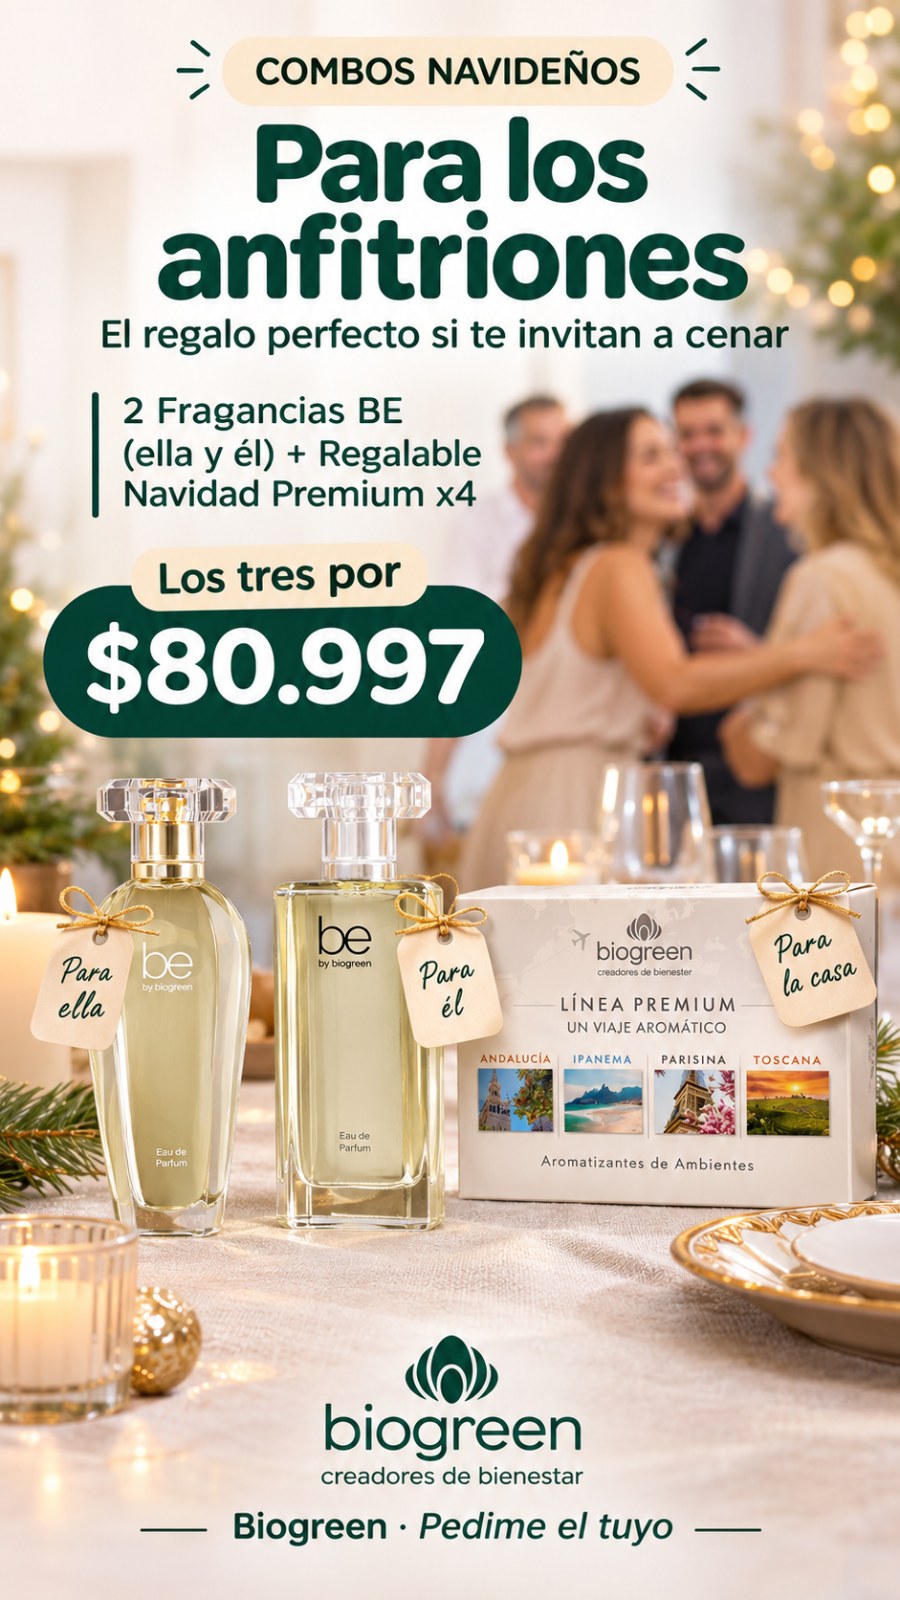 COMBOS NAVIDEÑOS
Para los
anfitriones
El regalo perfecto si te invitan a cenar
2 Fragancias BE
(ella y él) + Regalable
Navidad Premium x4
Los tres por
$80.997
Para
ella
be
by biogreen
Eau de
Parfum
be
by biogreen
Eau de
Parfum
Para
él
biogreen
creadores de bienester
LÍNEA PREMIUM
UN VIAJE AROMÁTICO
ANDALUCÍA IPANEMA PARISINA TOSCANA
Aromatizantes de Ambientes
Para
la casa
biogreen
creadores de bienestar
Biogreen · Pedime el tuyo